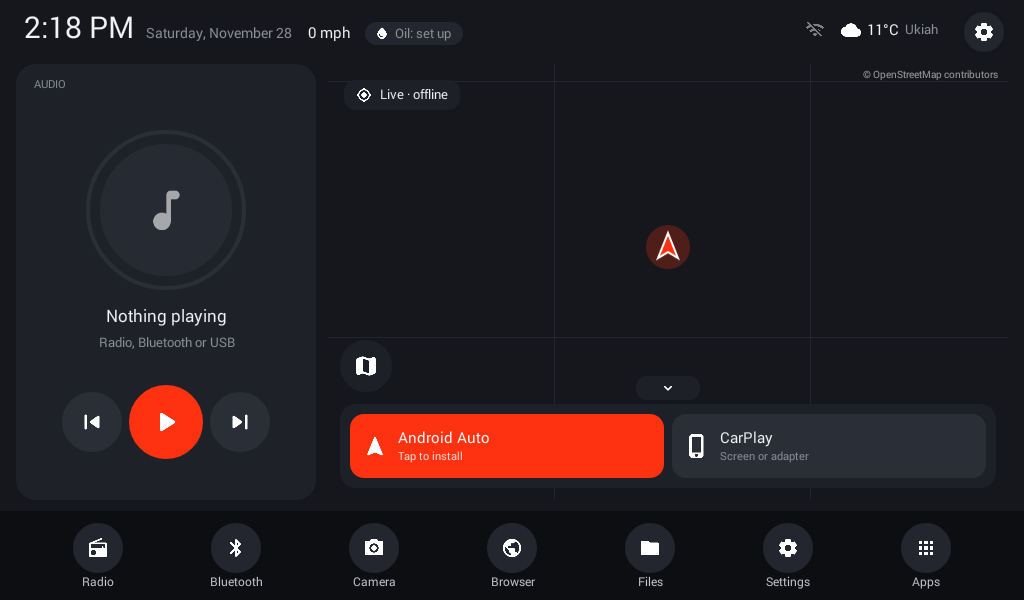 2:18 PM
Saturday, November 28
0 mph
Oil: set up
11°C
Ukiah
AUDIO
© OpenStreetMap contributors
Live · offline
Nothing playing
Radio, Bluetooth or USB
Android Auto
Tap to install
CarPlay
Screen or adapter
Radio
Bluetooth
Camera
Browser
Files
Settings
Apps